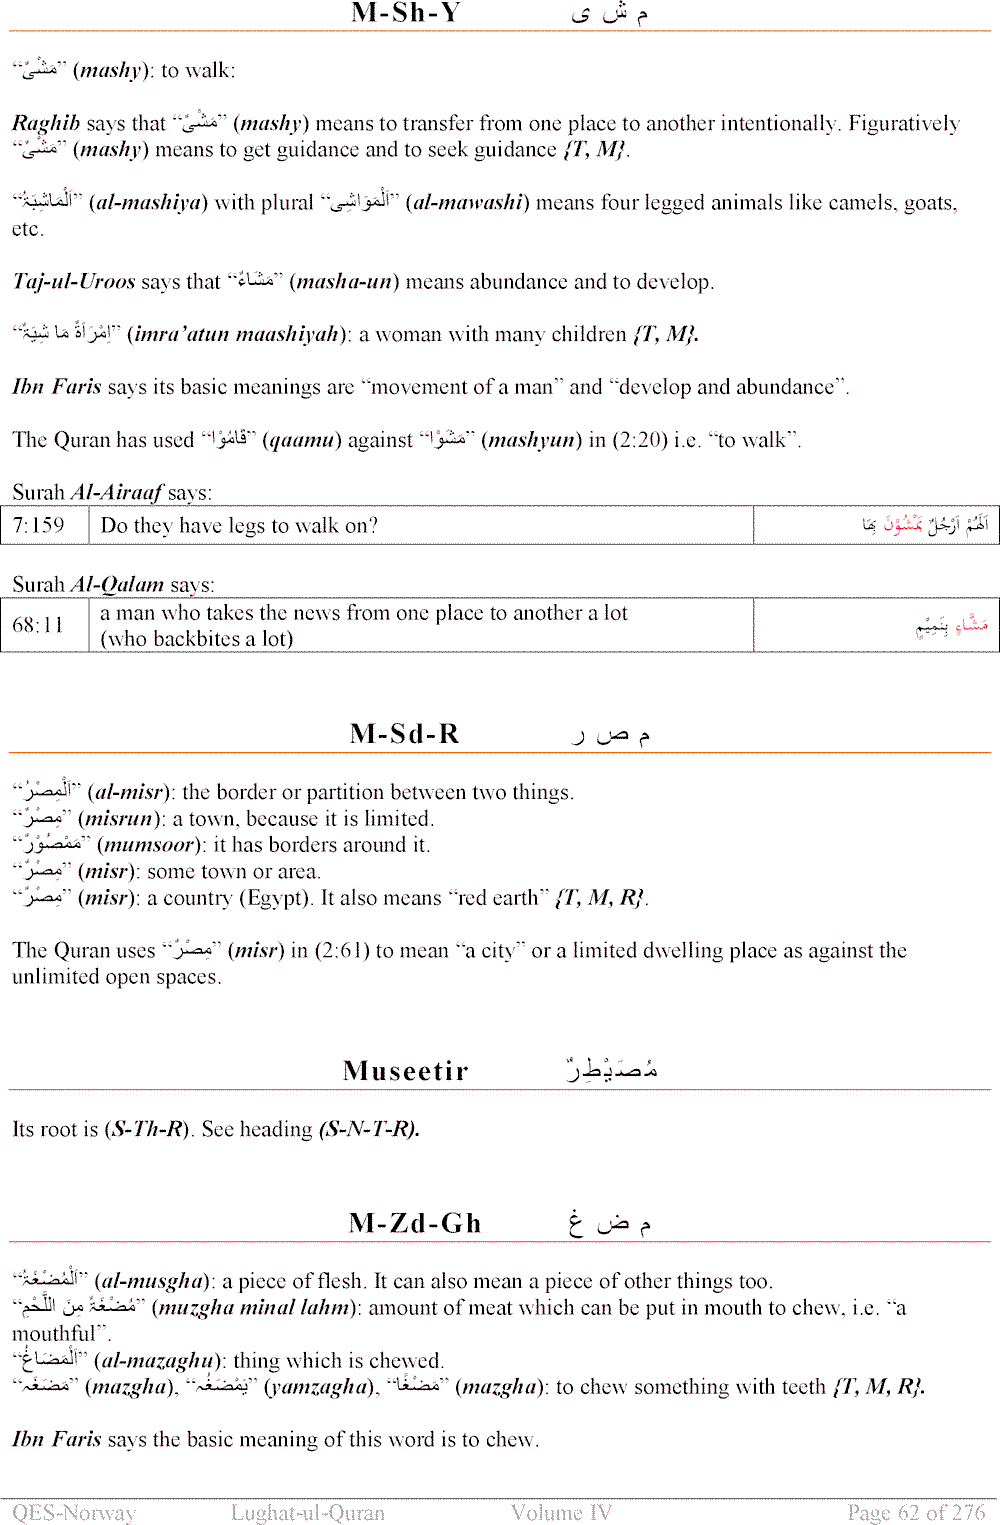 M-Sh-Y م ش ی
“مَشْیٌ” (mashy): to walk:
Raghib says that “مَشْیٌ” (mashy) means to transfer from one place to another intentionally. Figuratively
“مَشْیٌ” (mashy) means to get guidance and to seek guidance {T, M}.
“اَلْمَاشِیَۃُ” (al-mashiya) with plural “اَلْمَوَاشِی” (al-mawashi) means four legged animals like camels, goats,
etc.
Taj-ul-Uroos says that “مَشَاءٌ” (masha-un) means abundance and to develop.
“اِمْرَاَۃٌ مَا شِیَۃٌ” (imra’atun maashiyah): a woman with many children {T, M}.
Ibn Faris says its basic meanings are “movement of a man” and “develop and abundance”.
The Quran has used “قَامُوْا” (qaamu) against “مَشَوْا” (mashyun) in (2:20) i.e. “to walk”.
Surah Al-Airaaf says:
7:159 Do they have legs to walk on? اَلَهُمْ اَرْجُلٌ يَمْشُوْنَ بِهَا
Surah Al-Qalam says:
68:11 a man who takes the news from one place to another a lot
(who backbites a lot) مَشَّاءٍ بِنَمِيْمٍ
M-Sd-R م ص ر
“اَلْمِصْرُ” (al-misr): the border or partition between two things.
“مِصْرٌ” (misrun): a town, because it is limited.
“مَمْصُوْرٌ” (mumsoor): it has borders around it.
“مِصْرٌ” (misr): some town or area.
“مِصْرٌ” (misr): a country (Egypt). It also means “red earth” {T, M, R}.
The Quran uses “مِصْرٌ” (misr) in (2:61) to mean “a city” or a limited dwelling place as against the
unlimited open spaces.
Museetir مُصَیْطِرٌ
Its root is (S-Th-R). See heading (S-N-T-R).
M-Zd-Gh م ض غ
“اَلْمُضْغَۃُ” (al-musgha): a piece of flesh. It can also mean a piece of other things too.
“مُضْغَۃٌ مِنَ اللَّحْمِ” (muzgha minal lahm): amount of meat which can be put in mouth to chew, i.e. “a
mouthful”.
“اَلْمَضَاغُ” (al-mazaghu): thing which is chewed.
“مَضَغَہ” (mazgha), “یَمْضَغُہ” (yamzagha), “مَضْغًا” (mazgha): to chew something with teeth {T, M, R}.
Ibn Faris says the basic meaning of this word is to chew.
QES-Norway Lughat-ul-Quran Volume IV Page 62 of 276